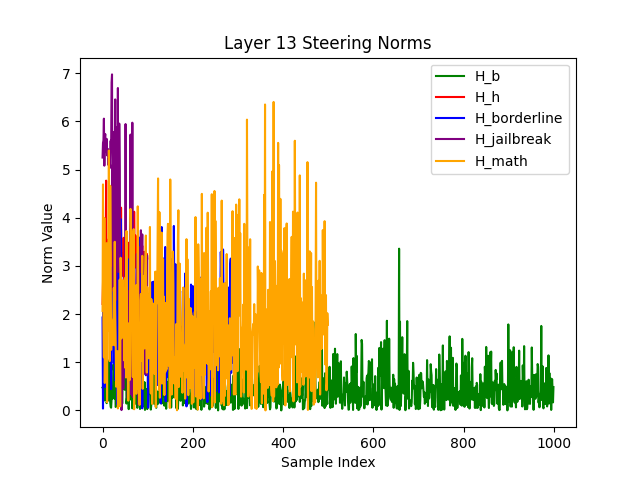 Layer 13 Steering Norms
H_b
H_h
H_borderline
H_jailbreak
H_math
Norm Value
7
6
5
4
3
2
1
0
0 200 400 600 800 1000
Sample Index